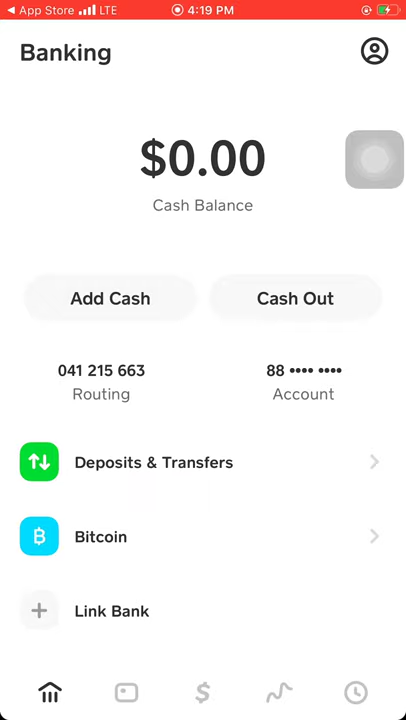 App Store LTE 4:19 PM
Banking
$0.00
Cash Balance
Add Cash Cash Out
041 215 663 88 •••• ••••
Routing Account
Deposits & Transfers
Bitcoin
Link Bank